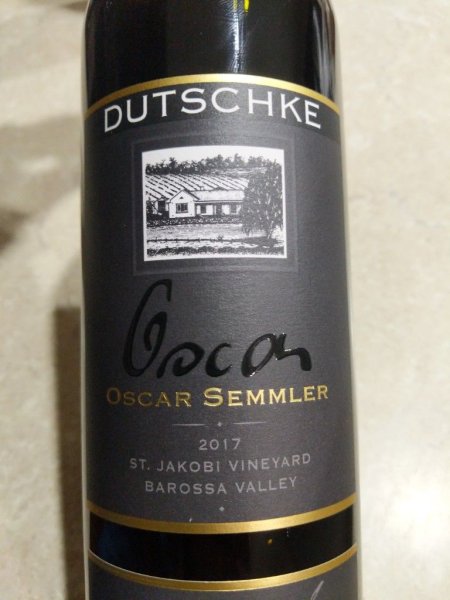 DUTSCHKE
Oscar
OSCAR SEMMLER
2017
ST. JAKOBI VINEYARD
BAROSSA VALLEY